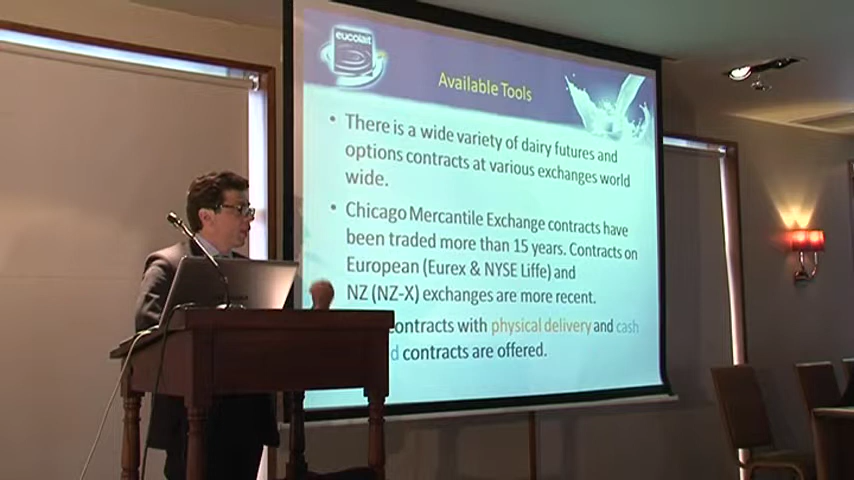 eucolait
Available Tools
• There is a wide variety of dairy futures and
options contracts at various exchanges world
wide.
• Chicago Mercantile Exchange contracts have
been traded more than 15 years. Contracts on
European (Eurex & NYSE Liffe) and
NZ (NZ-X) exchanges are more recent.
contracts with physical delivery and cash
d contracts are offered.